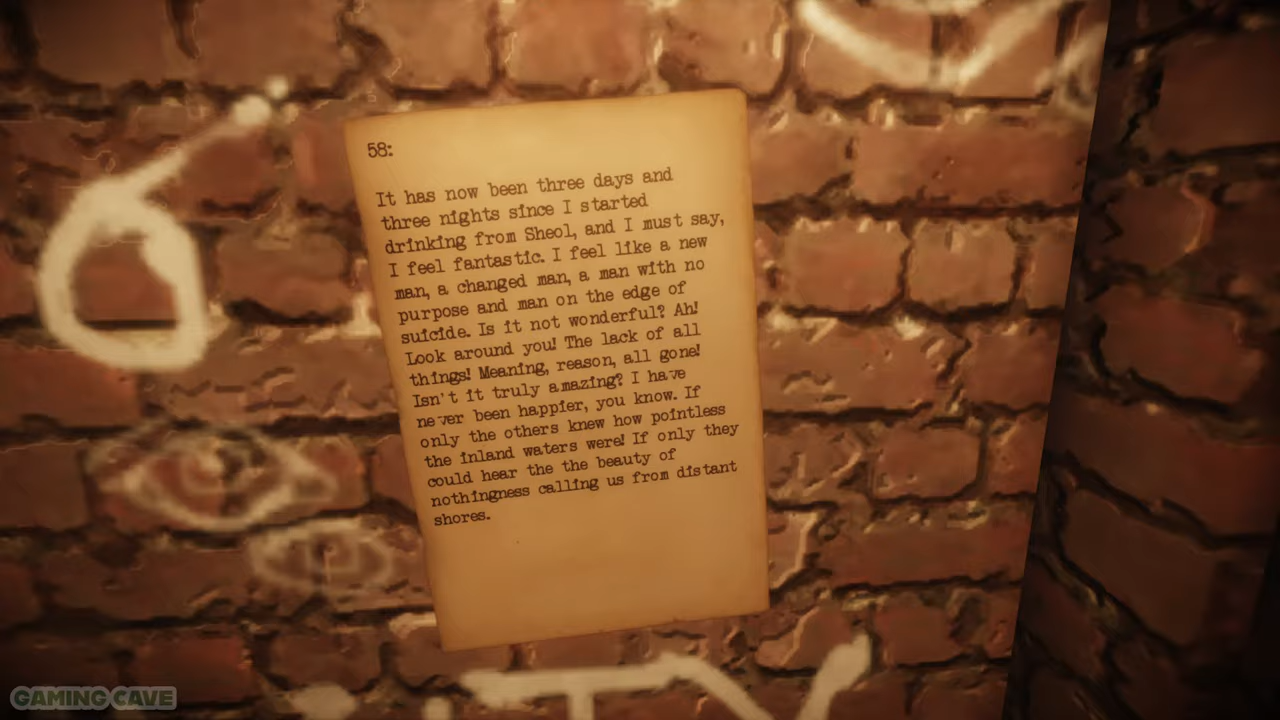 58:
It has now been three days and
three nights since I started
drinking from Sheol, and I must say,
I feel fantastic. I feel like a new
man, a changed man, a man with no
purpose and man on the edge of
suicide. Is it not wonderful? Ah!
Look around you! The lack of all
things! Meaning, reason, all gone!
Isn't it truly amazing? I have
never been happier, you know. If
only the others knew how pointless
the inland waters were! If only they
could hear the the beauty of
nothingness calling us from distant
shores.
GAMING CAVE